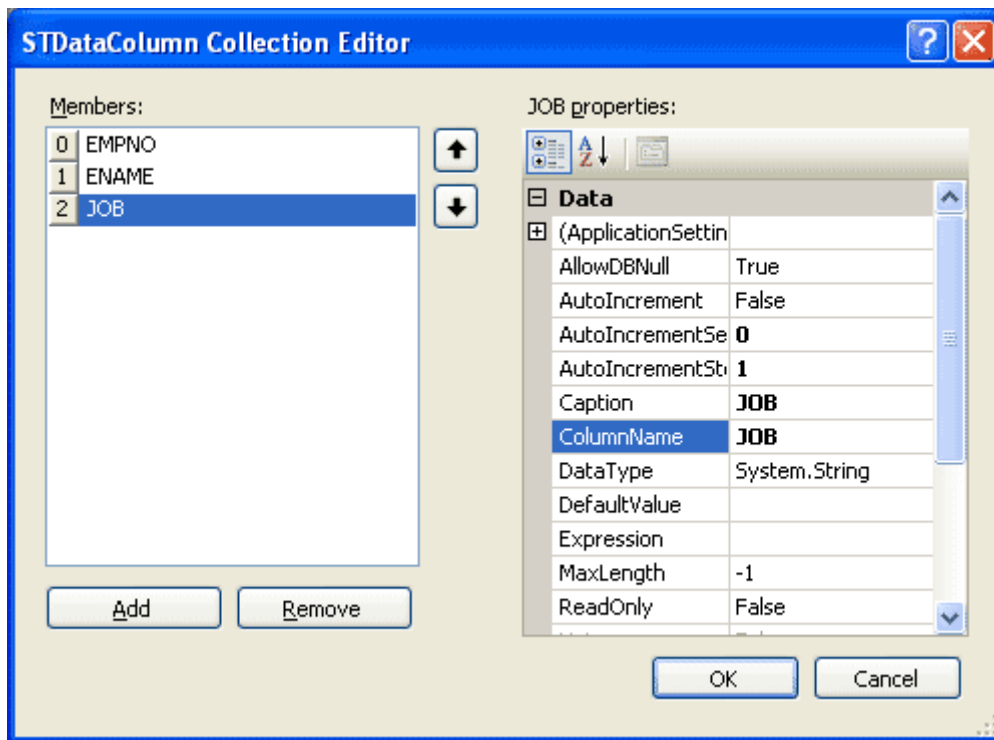 STDataColumn Collection Editor
Members:
0 EMPNO
1 ENAME
2 JOB
Add Remove
JOB properties:
Data
(ApplicationSettin
AllowDBNull True
AutoIncrement False
AutoIncrementSe 0
AutoIncrementSt 1
Caption JOB
ColumnName JOB
DataType System.String
DefaultValue
Expression
MaxLength -1
ReadOnly False
OK Cancel